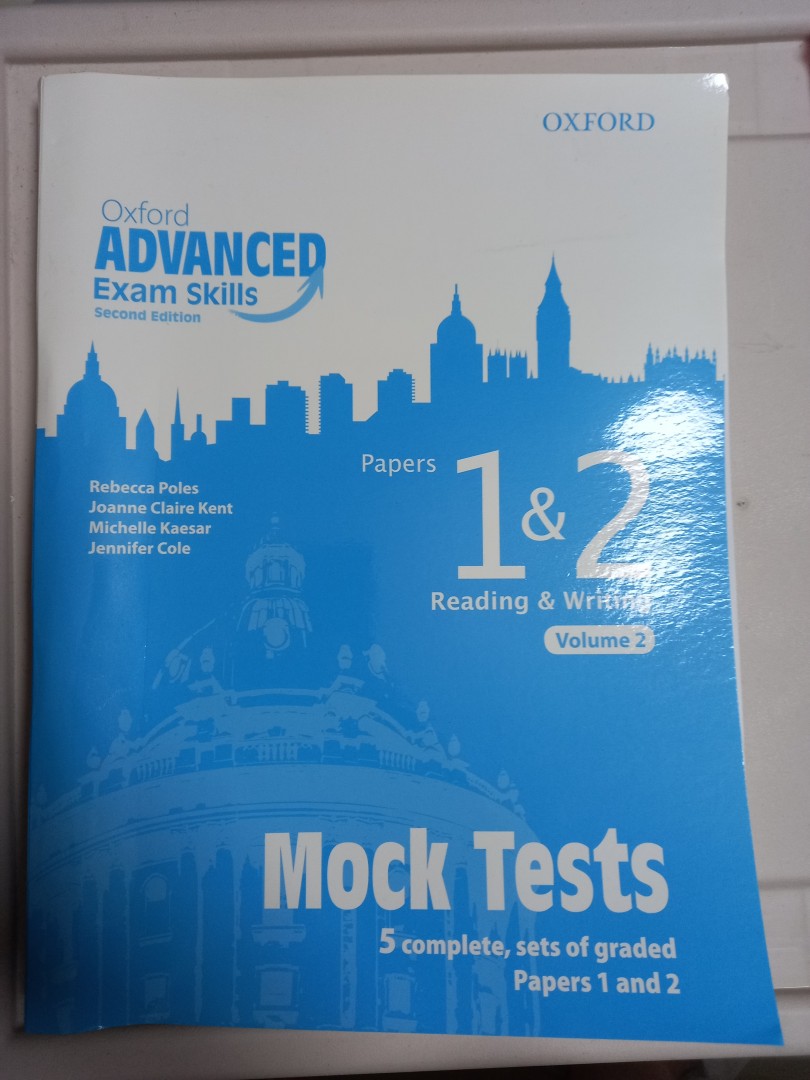 OXFORD
Oxford
ADVANCED
Exam Skills
Second Edition
Papers 1 & 2
Rebecca Poles
Joanne Claire Kent
Michelle Kaesar
Jennifer Cole
Reading & Writing
Volume 2
Mock Tests
5 complete, sets of graded
Papers 1 and 2